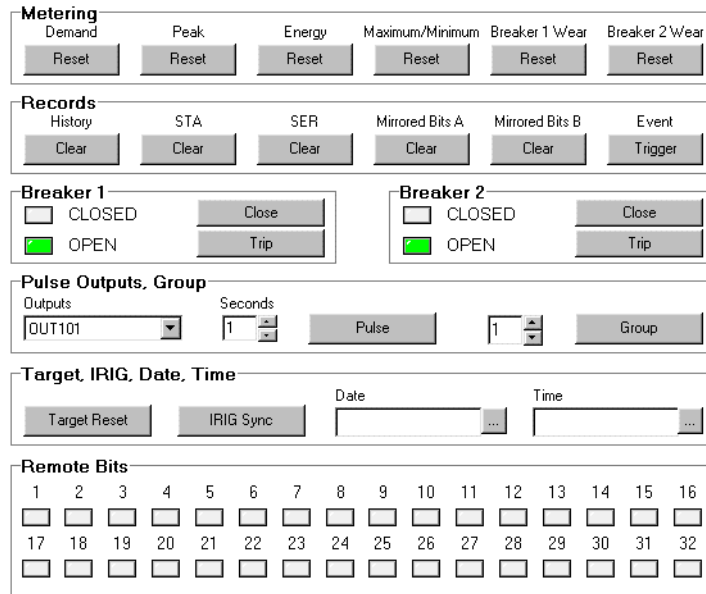 Metering
Demand Peak Energy Maximum/Minimum Breaker 1 Wear Breaker 2 Wear
Reset Reset Reset Reset Reset Reset
Records
History STA SER Mirrored Bits A Mirrored Bits B Event
Clear Clear Clear Clear Clear Trigger
Breaker 1 Breaker 2
CLOSED Close CLOSED Close
OPEN Trip OPEN Trip
Pulse Outputs, Group
Outputs Seconds
OUT101 1 Pulse 1 Group
Target, IRIG, Date, Time
Date Time
Target Reset IRIG Sync ... ...
Remote Bits
1 2 3 4 5 6 7 8 9 10 11 12 13 14 15 16
17 18 19 20 21 22 23 24 25 26 27 28 29 30 31 32